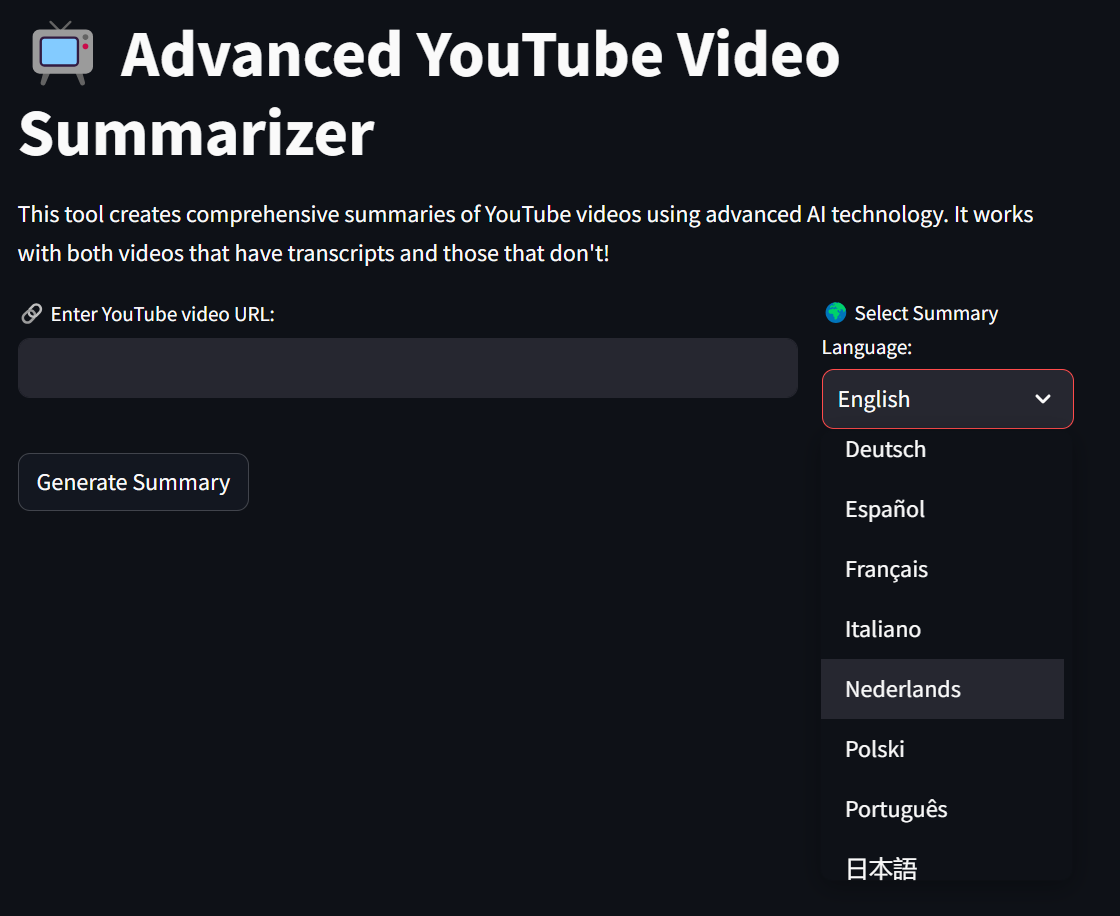 Advanced YouTube Video
Summarizer
This tool creates comprehensive summaries of YouTube videos using advanced AI technology. It works
with both videos that have transcripts and those that don't!
Enter YouTube video URL:
Select Summary
Language:
English
Deutsch
Español
Français
Italiano
Nederlands
Polski
Português
日本語
Generate Summary